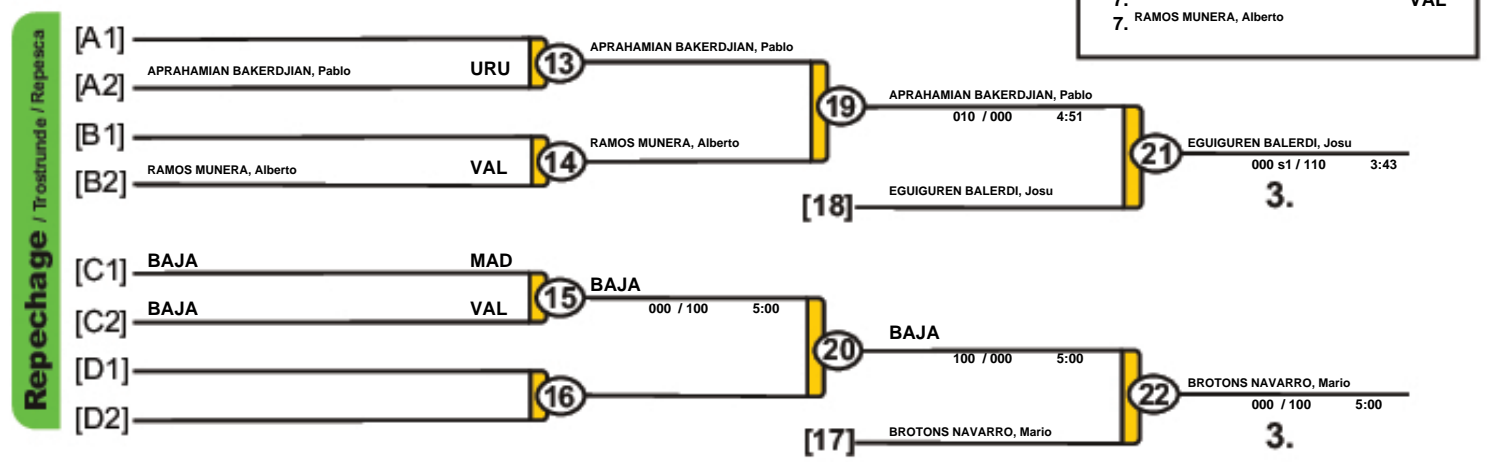 7. VAL
7. RAMOS MUNERA, Alberto
Repechage / Trostrunde / Repesca
[A1]
[A2] APRAHAMIAN BAKERDJIAN, Pablo URU
13
APRAHAMIAN BAKERDJIAN, Pablo
[B1]
[B2] RAMOS MUNERA, Alberto VAL
14
RAMOS MUNERA, Alberto
19
APRAHAMIAN BAKERDJIAN, Pablo
010 / 000 4:51
[18] EGUIGUREN BALERDI, Josu
21
EGUIGUREN BALERDI, Josu
000 s1 / 110 3:43
3.
[C1] BAJA MAD
[C2] BAJA VAL
15
BAJA
000 / 100 5:00
[D1]
[D2]
16
20
BAJA
100 / 000 5:00
[17] BROTONS NAVARRO, Mario
22
BROTONS NAVARRO, Mario
000 / 100 5:00
3.